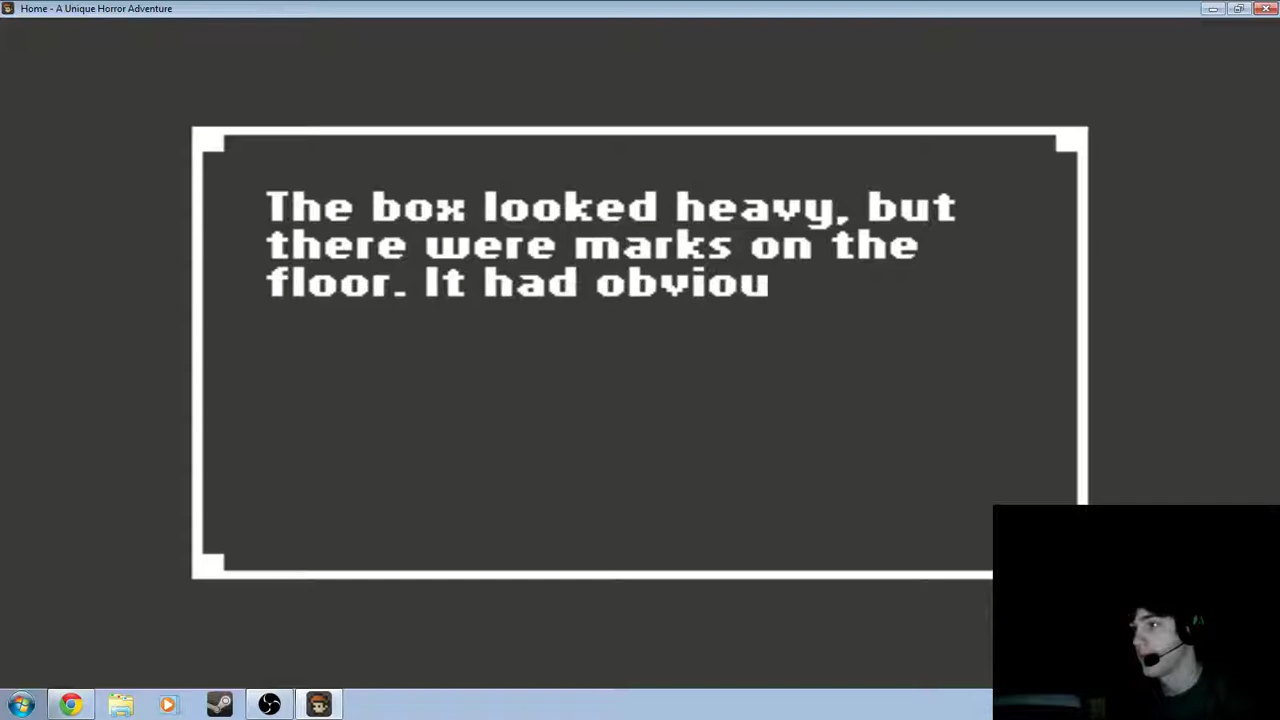 Home - A Unique Horror Adventure
The box looked heavy, but
there were marks on the
floor. It had obviou